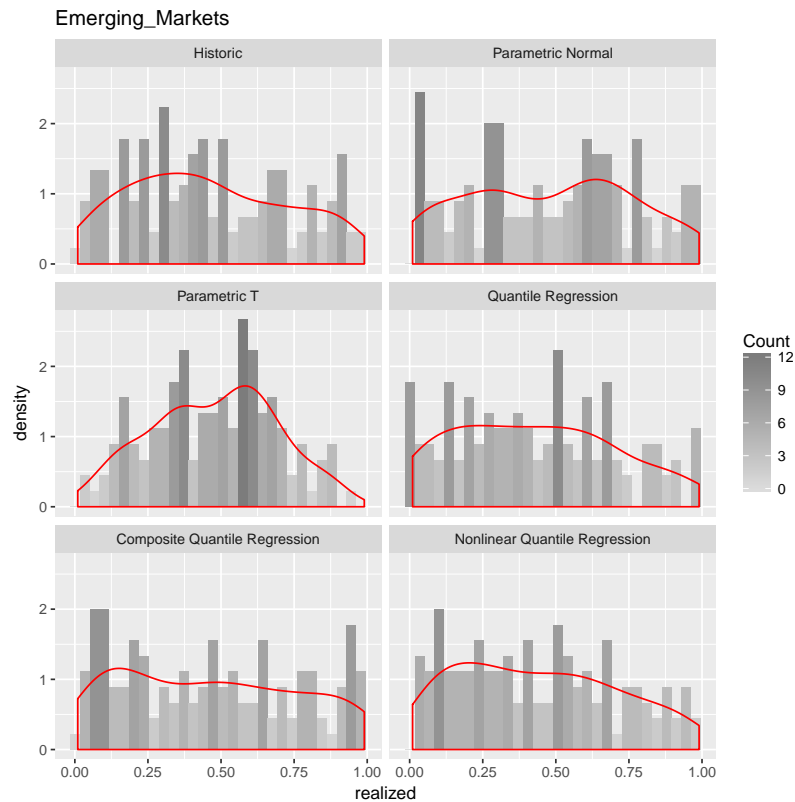 Emerging_Markets
Historic
Parametric Normal
2
1
0
Parametric T
Quantile Regression
density
2
1
0
Composite Quantile Regression
Nonlinear Quantile Regression
2
1
0
0.00 0.25 0.50 0.75 1.00
0.00 0.25 0.50 0.75 1.00
realized
Count
12
9
6
3
0